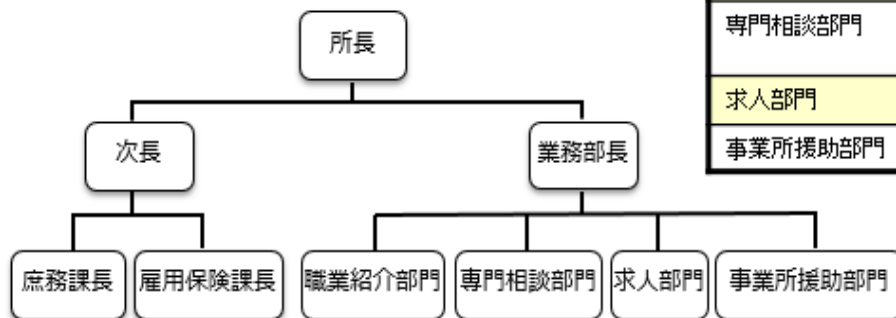 所長
次長
業務部長
庶務課長
雇用保険課長
職業紹介部門
専門相談部門
求人部門
事業所援助部門
専門相談部門
求人部門
事業所援助部門